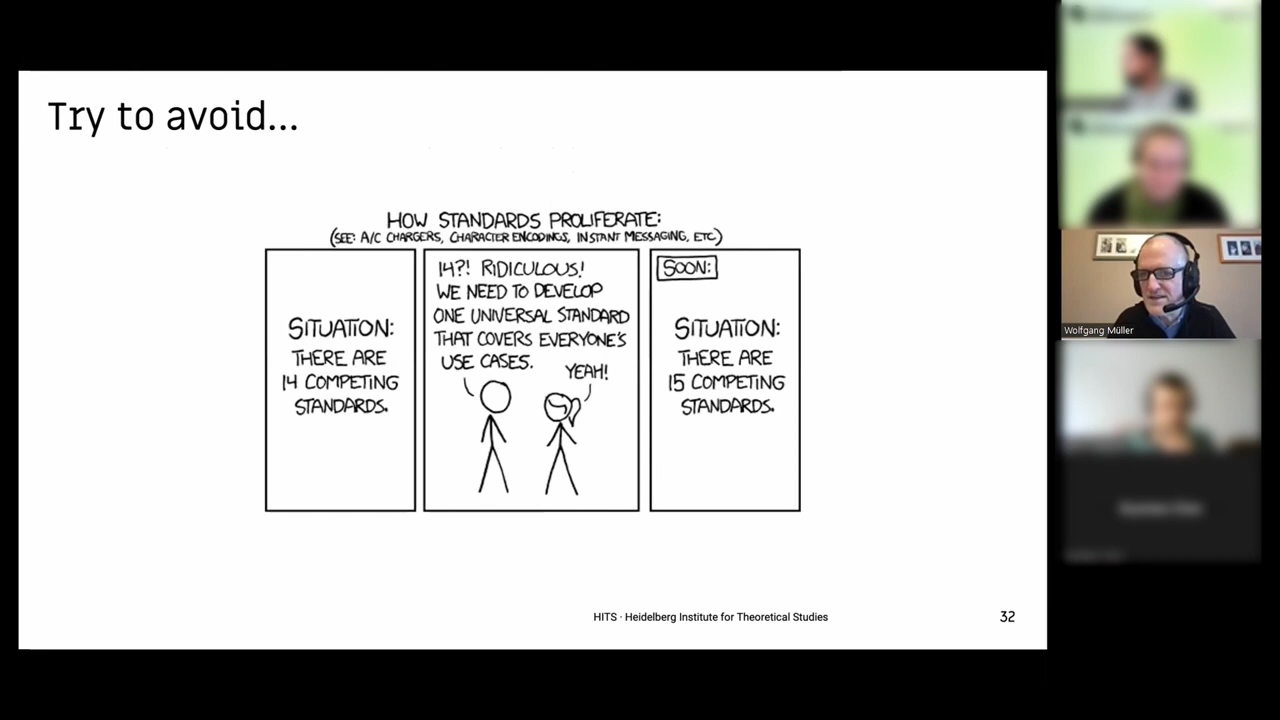 Try to avoid...
HOW STANDARDS PROLIFERATE:
(SEE: A/C CHARGERS, CHARACTER ENCODINGS, INSTANT MESSAGING, ETC.)
SITUATION:
THERE ARE
14 COMPETING
STANDARDS.
14?! RIDICULOUS!
WE NEED TO DEVELOP
ONE UNIVERSAL STANDARD
THAT COVERS EVERYONE'S
USE CASES.
YEAH!
SOON:
SITUATION:
THERE ARE
15 COMPETING
STANDARDS.
HITS · Heidelberg Institute for Theoretical Studies
32
Wolfgang Müller